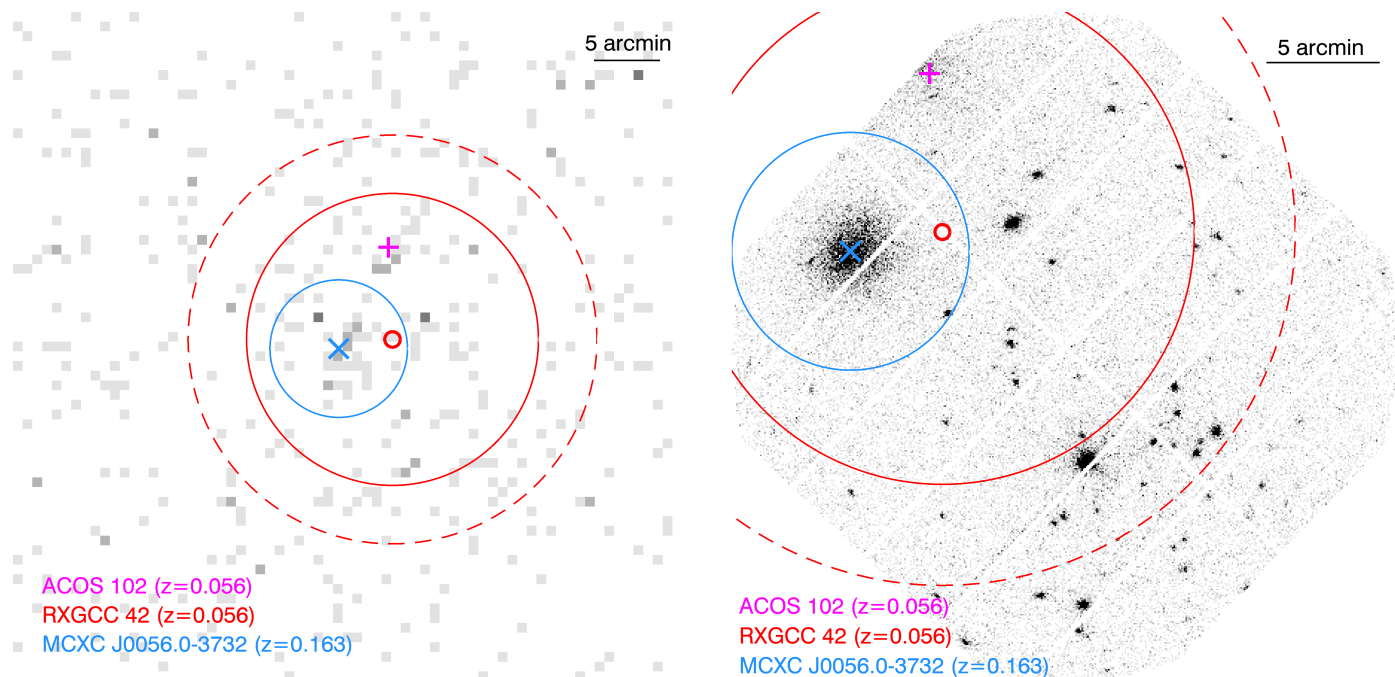 5 arcmin
ACOS 102 (z=0.056)
RXGCC 42 (z=0.056)
MCXC J0056.0-3732 (z=0.163)
5 arcmin
ACOS 102 (z=0.056)
RXGCC 42 (z=0.056)
MCXC J0056.0-3732 (z=0.163)